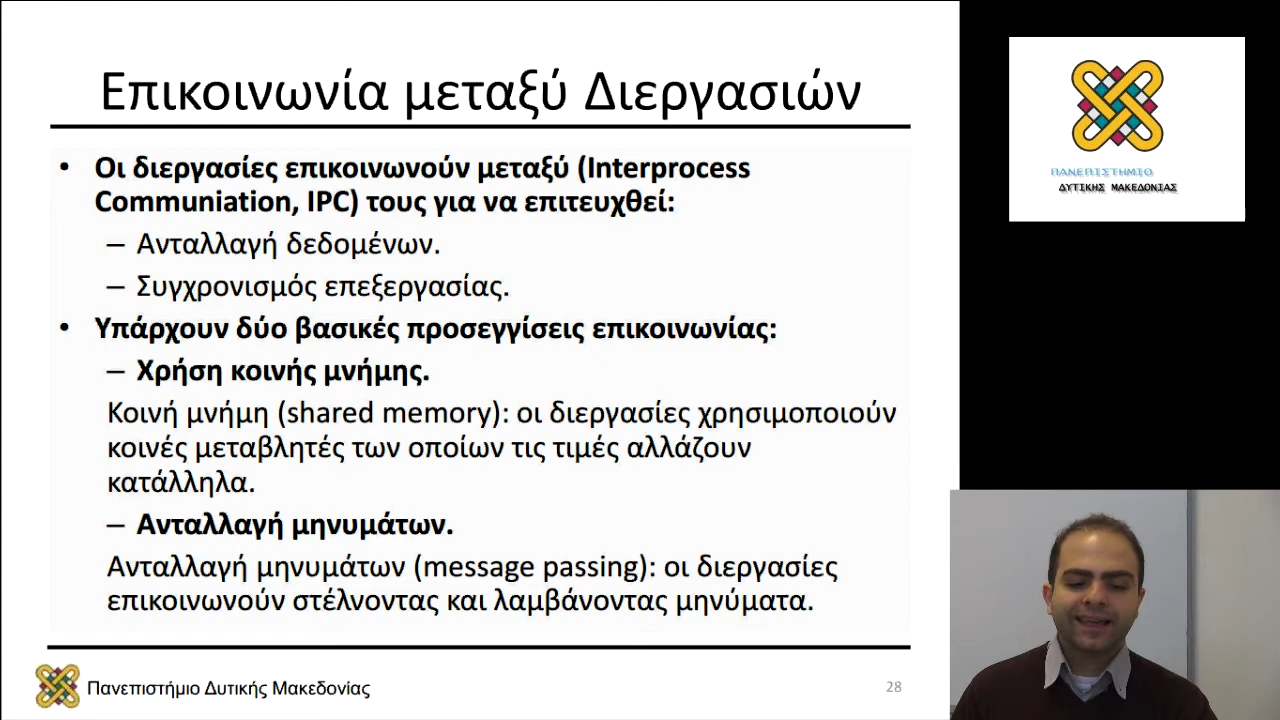 Επικοινωνία μεταξύ Διεργασιών
• Οι διεργασίες επικοινωνούν μεταξύ (Interprocess
Communiation, IPC) τους για να επιτευχθεί:
– Ανταλλαγή δεδομένων.
– Συγχρονισμός επεξεργασίας.
• Υπάρχουν δύο βασικές προσεγγίσεις επικοινωνίας:
– Χρήση κοινής μνήμης.
Κοινή μνήμη (shared memory): οι διεργασίες χρησιμοποιούν
κοινές μεταβλητές των οποίων τις τιμές αλλάζουν
κατάλληλα.
– Ανταλλαγή μηνυμάτων.
Ανταλλαγή μηνυμάτων (message passing): οι διεργασίες
επικοινωνούν στέλνοντας και λαμβάνοντας μηνύματα.
Πανεπιστήμιο Δυτικής Μακεδονίας
28
ΠΑΝΕΠΙΣΤΗΜΙΟ
ΔΥΤΙΚΗΣ ΜΑΚΕΔΟΝΙΑΣ